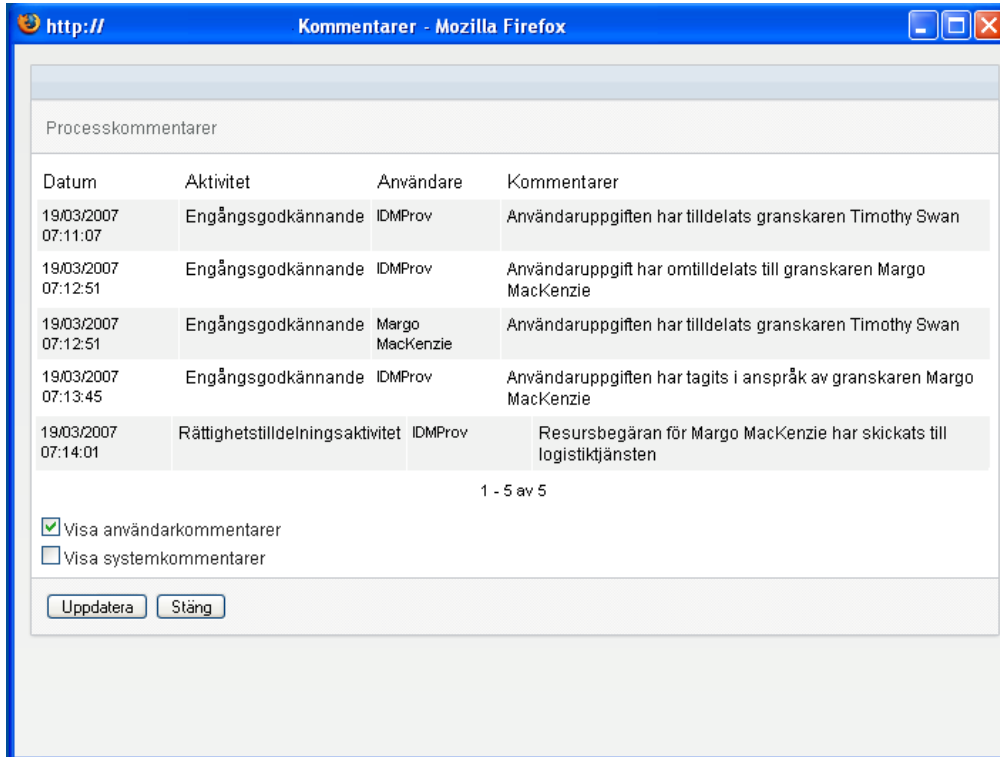 http:// Kommentarer - Mozilla Firefox
Processkommentarer
Datum Aktivitet Användare Kommentarer
19/03/2007 Engångsgodkännande IDMProv Användaruppgiften har tilldelats granskaren Timothy Swan
07:11:07
19/03/2007 Engångsgodkännande IDMProv Användaruppgift har omtilldelats till granskaren Margo
07:12:51 MacKenzie
19/03/2007 Engångsgodkännande Margo Användaruppgiften har tilldelats granskaren Timothy Swan
07:12:51 MacKenzie
19/03/2007 Engångsgodkännande IDMProv Användaruppgiften har tagits i anspråk av granskaren Margo
07:13:45 MacKenzie
19/03/2007 Rättighetstilldelningsaktivitet IDMProv Resursbegäran för Margo MacKenzie har skickats till
07:14:01 logistiktjänsten
1 - 5 av 5
Visa användarkommentarer
Visa systemkommentarer
Uppdatera Stäng